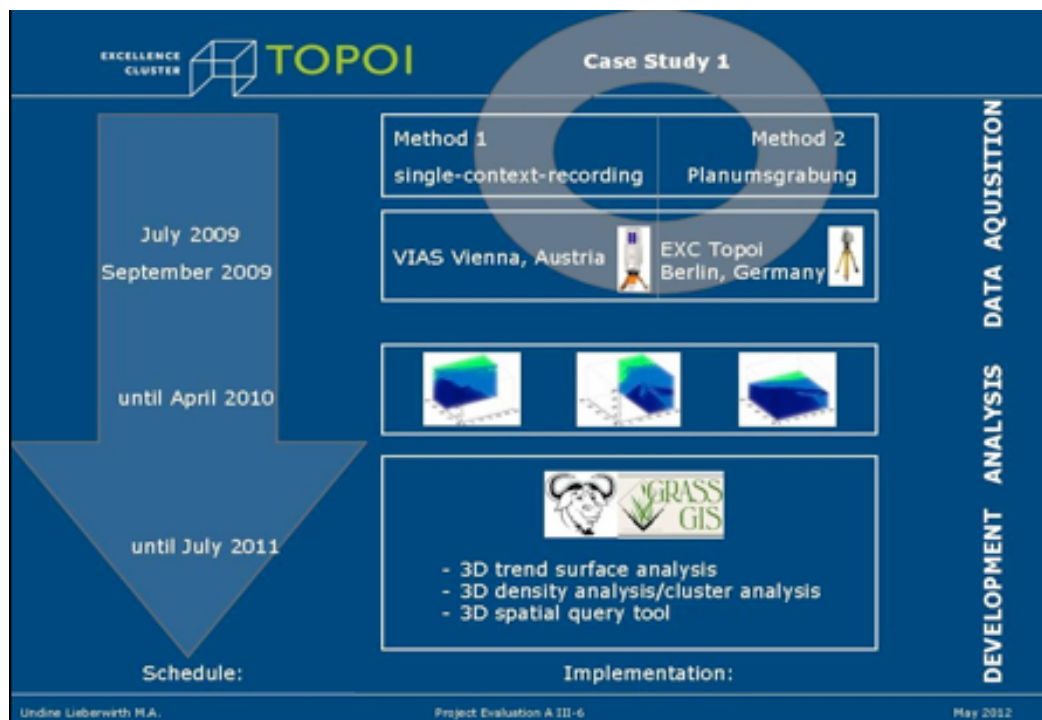 EXCELLENCE
CLUSTER
TOPOI
Case Study 1
Method 1
single-context-recording
Method 2
Planumsgrabung
July 2009
September 2009
VIAS Vienna, Austria
EXC Topoi
Berlin, Germany
until April 2010
GRASS
GIS
until July 2011
- 3D trend surface analysis
- 3D density analysis/cluster analysis
- 3D spatial query tool
Schedule:
Implementation:
DEVELOPMENT ANALYSIS DATA AQUISITION
Undine Lieberwirth M.A.
Project Evaluation A III-6
May 2012